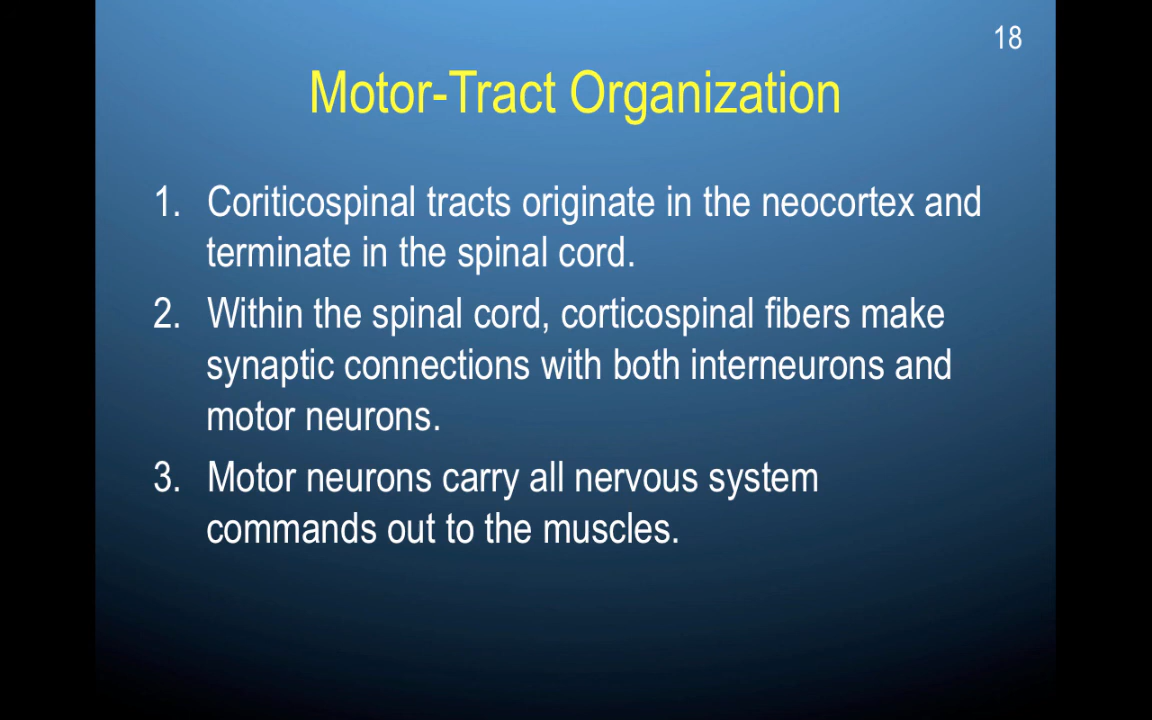 18
Motor-Tract Organization
1. Coriticospinal tracts originate in the neocortex and
terminate in the spinal cord.
2. Within the spinal cord, corticospinal fibers make
synaptic connections with both interneurons and
motor neurons.
3. Motor neurons carry all nervous system
commands out to the muscles.